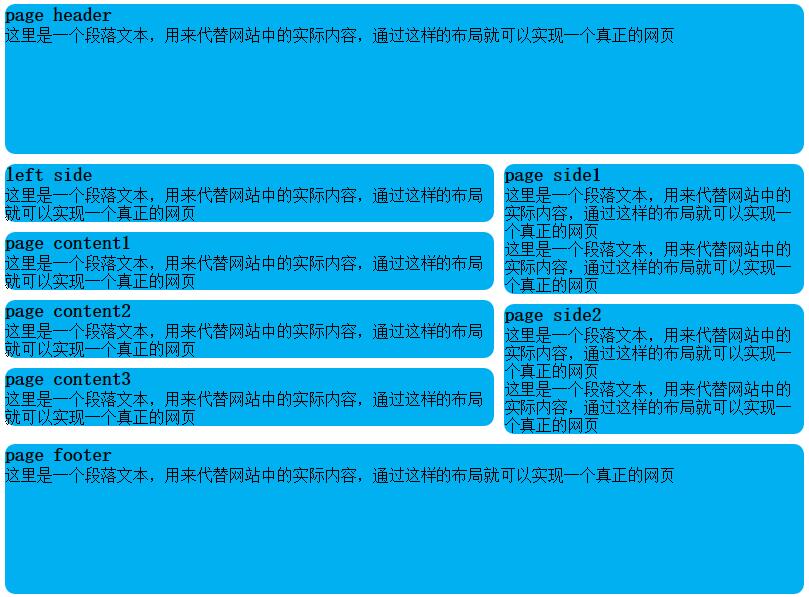 page header
这里是一个段落文本，用来代替网站中的实际内容，通过这样的布局就可以实现一个真正的网页
left side
这里是一个段落文本，用来代替网站中的实际内容，通过这样的布局
就可以实现一个真正的网页
page content1
这里是一个段落文本，用来代替网站中的实际内容，通过这样的布局
就可以实现一个真正的网页
page content2
这里是一个段落文本，用来代替网站中的实际内容，通过这样的布局
就可以实现一个真正的网页
page content3
这里是一个段落文本，用来代替网站中的实际内容，通过这样的布局
就可以实现一个真正的网页
page side1
这里是一个段落文本，用来代替网站中的
实际内容，通过这样的布局就可以实现一
个真正的网页
这里是一个段落文本，用来代替网站中的
实际内容，通过这样的布局就可以实现一
个真正的网页
page side2
这里是一个段落文本，用来代替网站中的
实际内容，通过这样的布局就可以实现一
个真正的网页
这里是一个段落文本，用来代替网站中的
实际内容，通过这样的布局就可以实现一
个真正的网页
page footer
这里是一个段落文本，用来代替网站中的实际内容，通过这样的布局就可以实现一个真正的网页